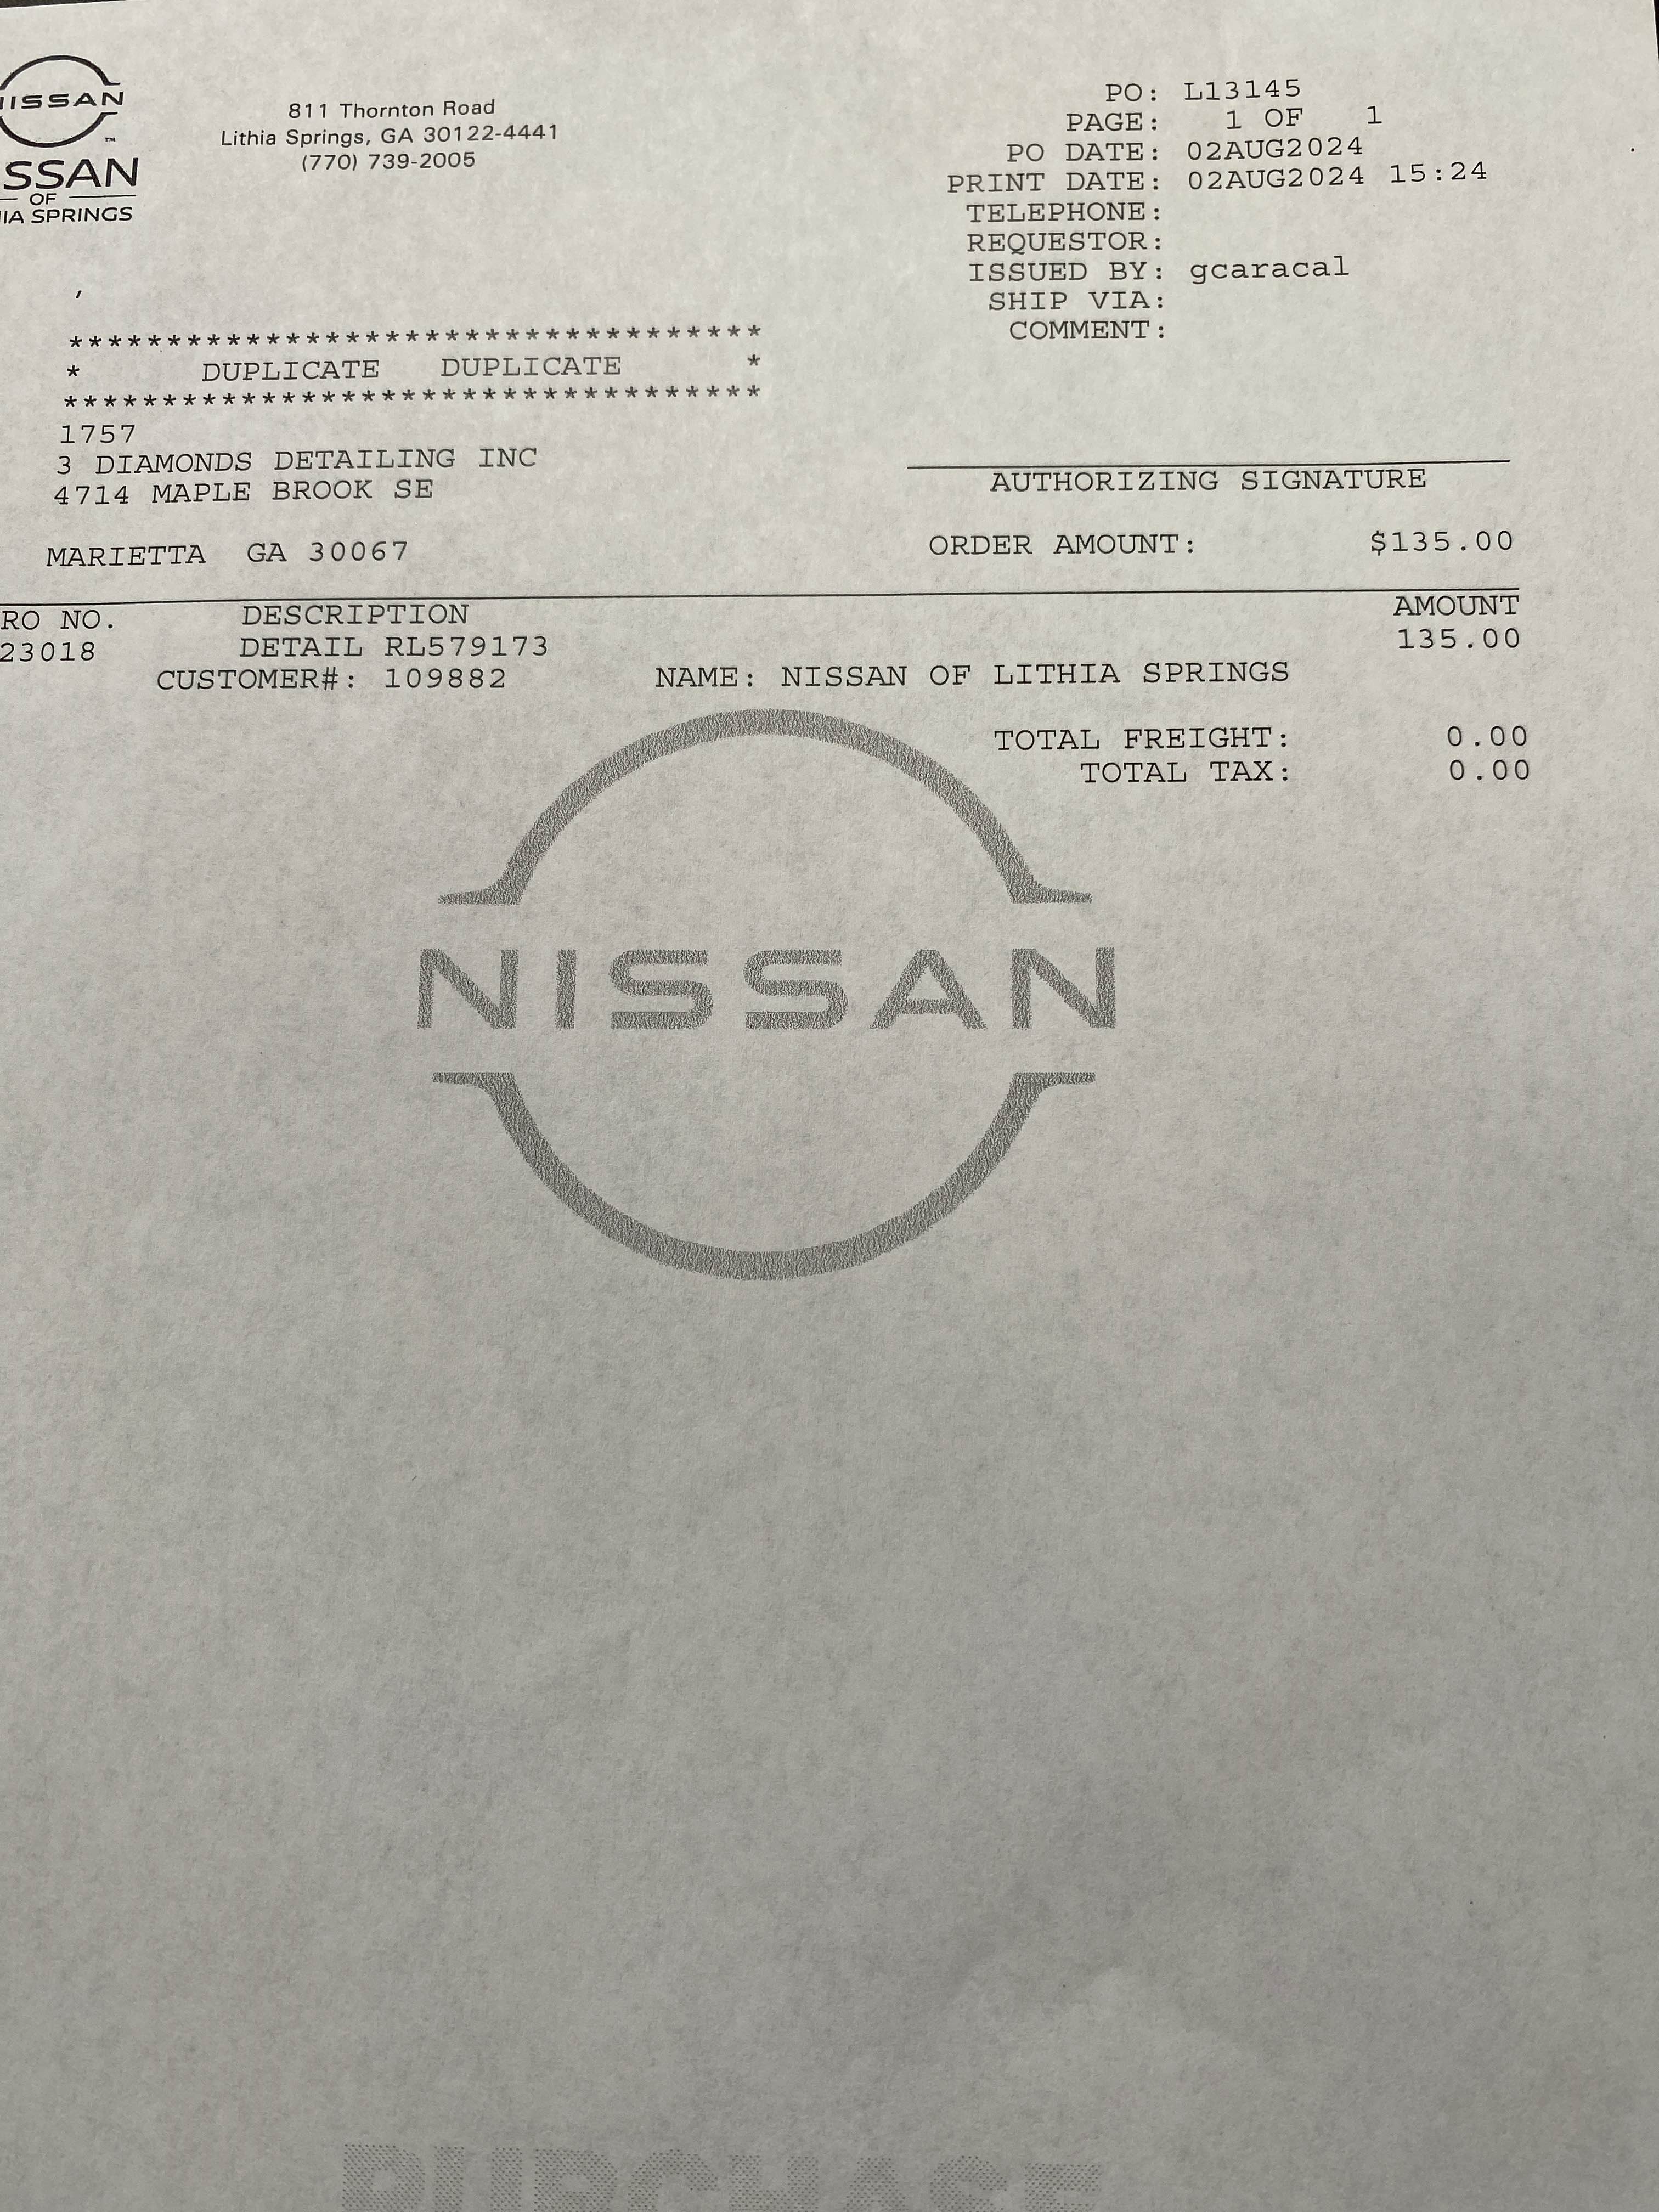 NISSAN
™
SSAN
OF
IA SPRINGS
811 Thornton Road
Lithia Springs, GA 30122-4441
(770) 739-2005
PO: L13145
PAGE: 1 OF 1
PO DATE: 02AUG2024
PRINT DATE: 02AUG2024 15:24
TELEPHONE:
REQUESTOR:
ISSUED BY: gcaracal
SHIP VIA:
COMMENT:
,
***********************************
* DUPLICATE DUPLICATE *
***********************************
1757
3 DIAMONDS DETAILING INC
4714 MAPLE BROOK SE
MARIETTA GA 30067
AUTHORIZING SIGNATURE
ORDER AMOUNT: $135.00
RO NO. DESCRIPTION AMOUNT
23018 DETAIL RL579173 135.00
CUSTOMER#: 109882 NAME: NISSAN OF LITHIA SPRINGS
TOTAL FREIGHT: 0.00
TOTAL TAX: 0.00
NISSAN
PURCHASE